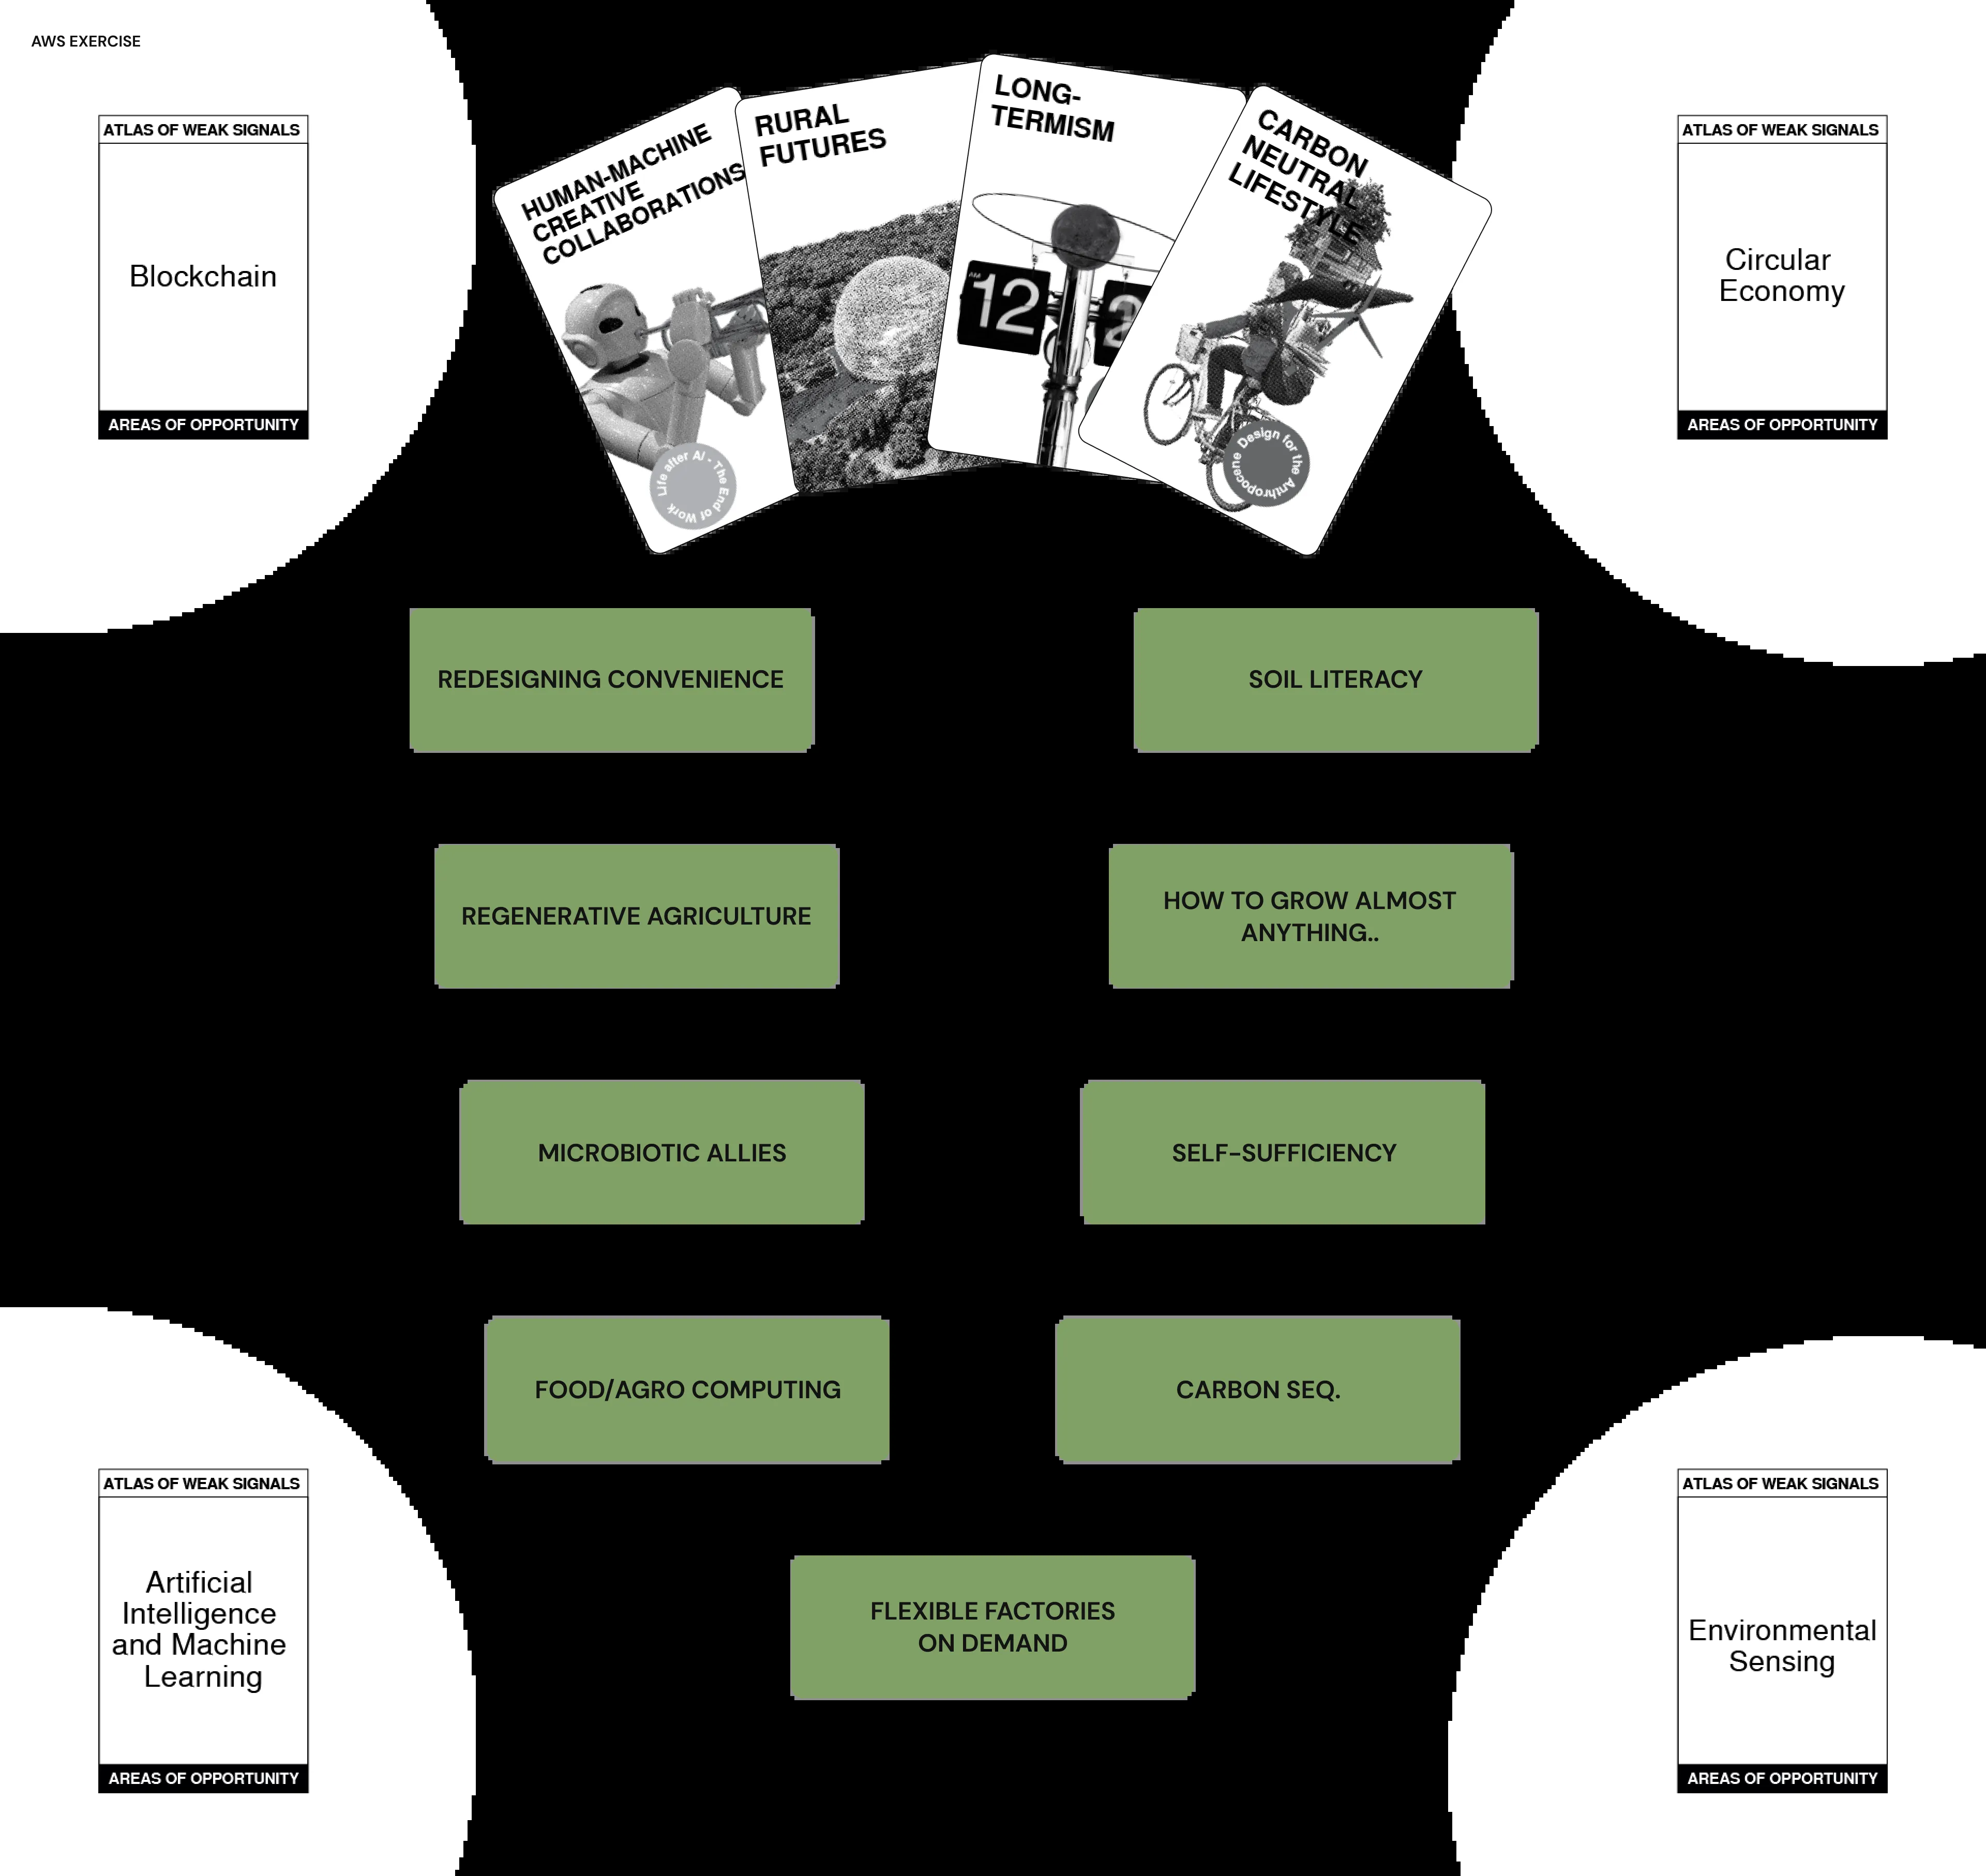 AWS EXERCISE
ATLAS OF WEAK SIGNALS
Blockchain
AREAS OF OPPORTUNITY
HUMAN-MACHINE
CREATIVE
COLLABORATIONS
Life after AI - The End of Work
RURAL
FUTURES
LONG-
TERMISM
AM
12
2
CARBON
NEUTRAL
LIFESTYLE
Design for the Anthropocene
ATLAS OF WEAK SIGNALS
Circular
Economy
AREAS OF OPPORTUNITY
REDESIGNING CONVENIENCE
SOIL LITERACY
REGENERATIVE AGRICULTURE
HOW TO GROW ALMOST
ANYTHING..
MICROBIOTIC ALLIES
SELF-SUFFICIENCY
FOOD/AGRO COMPUTING
CARBON SEQ.
FLEXIBLE FACTORIES
ON DEMAND
ATLAS OF WEAK SIGNALS
Artificial
Intelligence
and Machine
Learning
AREAS OF OPPORTUNITY
ATLAS OF WEAK SIGNALS
Environmental
Sensing
AREAS OF OPPORTUNITY